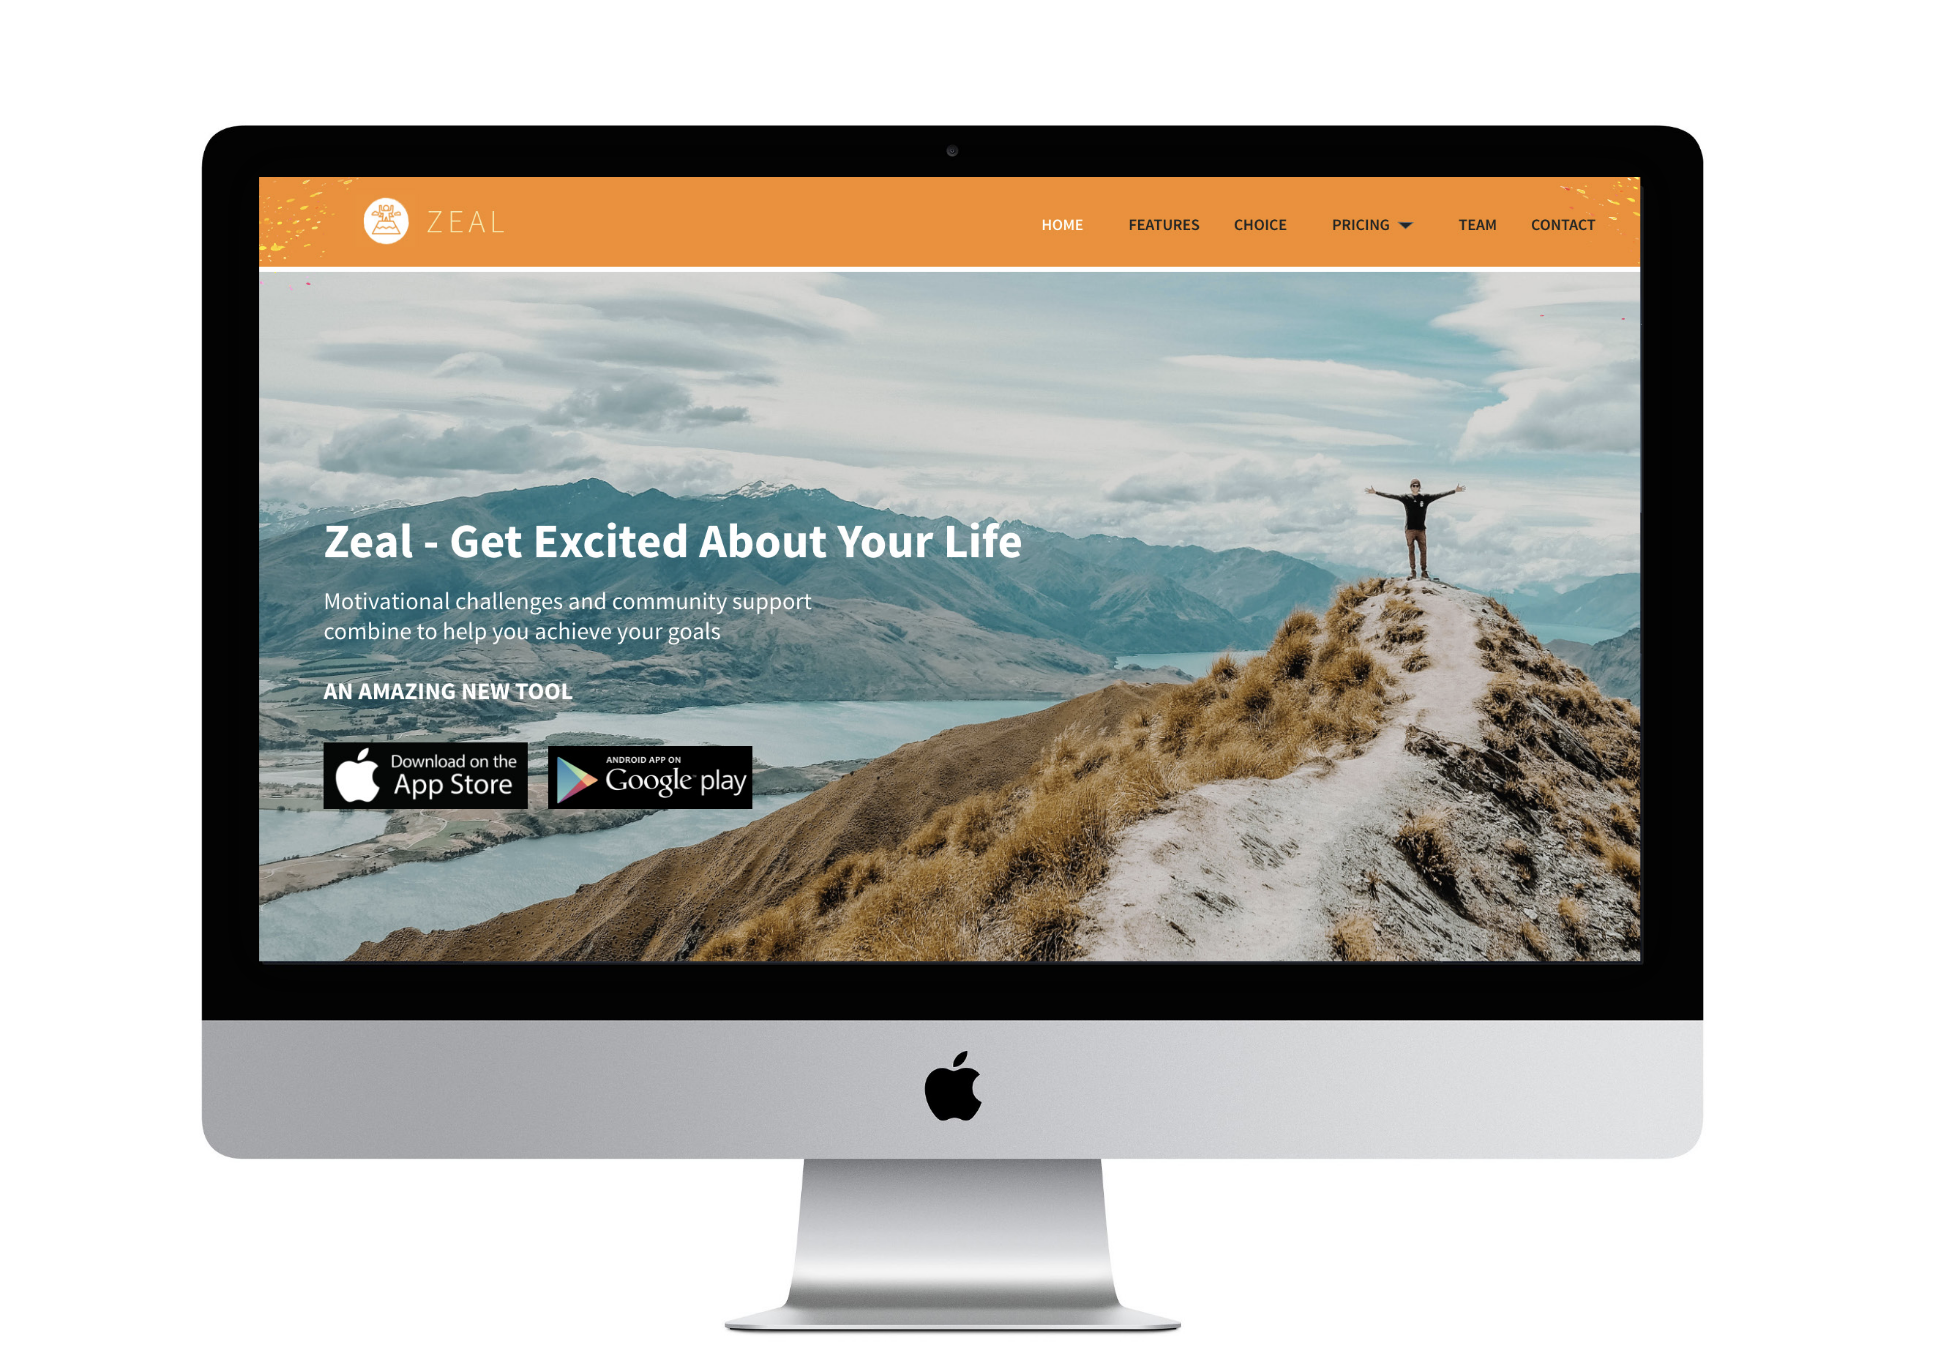 ZEAL
HOME FEATURES CHOICE PRICING TEAM CONTACT
Zeal - Get Excited About Your Life
Motivational challenges and community support
combine to help you achieve your goals
AN AMAZING NEW TOOL
Download on the
App Store
ANDROID APP ON
Google play